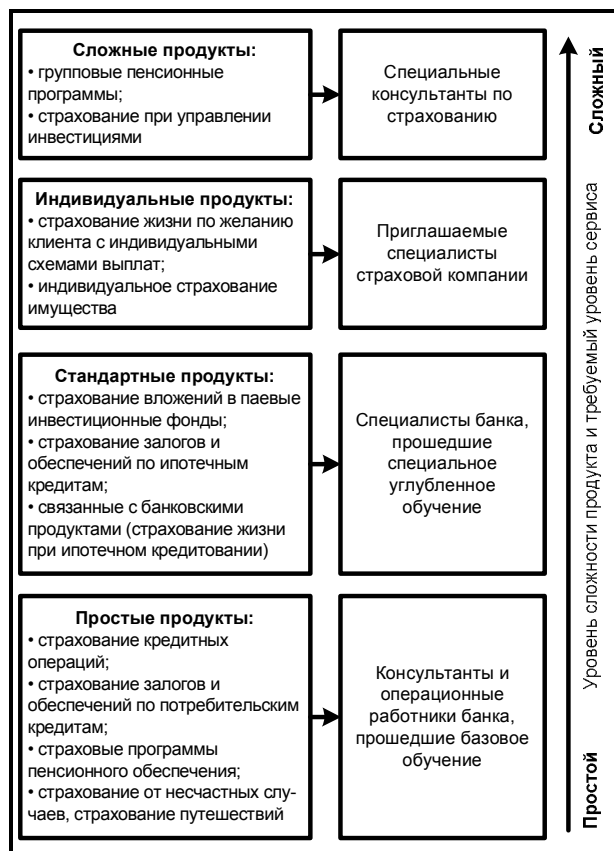 Сложные продукты:
• групповые пенсионные
программы;
• страхование при управлении
инвестициями
Специальные
консультанты по
страхованию
Индивидуальные продукты:
• страхование жизни по желанию
клиента с индивидуальными
схемами выплат;
• индивидуальное страхование
имущества
Приглашаемые
специалисты
страховой компании
Стандартные продукты:
• страхование вложений в паевые
инвестиционные фонды;
• страхование залогов и
обеспечений по ипотечным
кредитам;
• связанные с банковскими
продуктами (страхование жизни
при ипотечном кредитовании)
Специалисты банка,
прошедшие
специальное
углубленное
обучение
Простые продукты:
• страхование кредитных
операций;
• страхование залогов и
обеспечений по потребительским
кредитам;
• страховые программы
пенсионного обеспечения;
• страхование от несчастных слу-
чаев, страхование путешествий
Консультанты и
операционные
работники банка,
прошедшие базовое
обучение
Сложный
Уровень сложности продукта и требуемый уровень сервиса
Простой